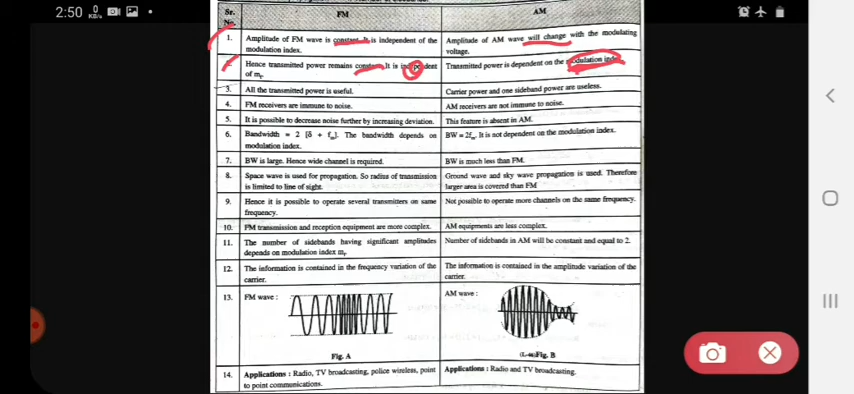 2:50 0 KB/s
Sr. No. FM AM
1. Amplitude of FM wave is constant. It is independent of the Amplitude of AM wave will change with the modulating
modulation index. voltage.
2. Hence transmitted power remains constant. It is independent Transmitted power is dependent on the modulation index.
of mf.
3. All the transmitted power is useful. Carrier power and one sideband power are useless.
4. FM receivers are immune to noise. AM receivers are not immune to noise.
5. It is possible to decrease noise further by increasing deviation. This feature is absent in AM.
6. Bandwidth = 2 [δ + fm]. The bandwidth depends on BW = 2fm. It is not dependent on the modulation index.
modulation index.
7. BW is large. Hence wide channel is required. BW is much less than FM.
8. Space wave is used for propagation. So radius of transmission Ground wave and sky wave propagation is used. Therefore
is limited to line of sight. larger area is covered than FM
9. Hence it is possible to operate several transmitters on same Not possible to operate more channels on the same frequency.
frequency.
10. FM transmission and reception equipment are more complex. AM equipments are less complex.
11. The number of sidebands having significant amplitudes Number of sidebands in AM will be constant and equal to 2.
depends on modulation index mf.
12. The information is contained in the frequency variation of the The information is contained in the amplitude variation of the
carrier. carrier.
13. FM wave : AM wave :
Fig. A Fig. B
14. Applications : Radio, TV broadcasting, police wireless, point Applications : Radio and TV broadcasting.
to point communications.